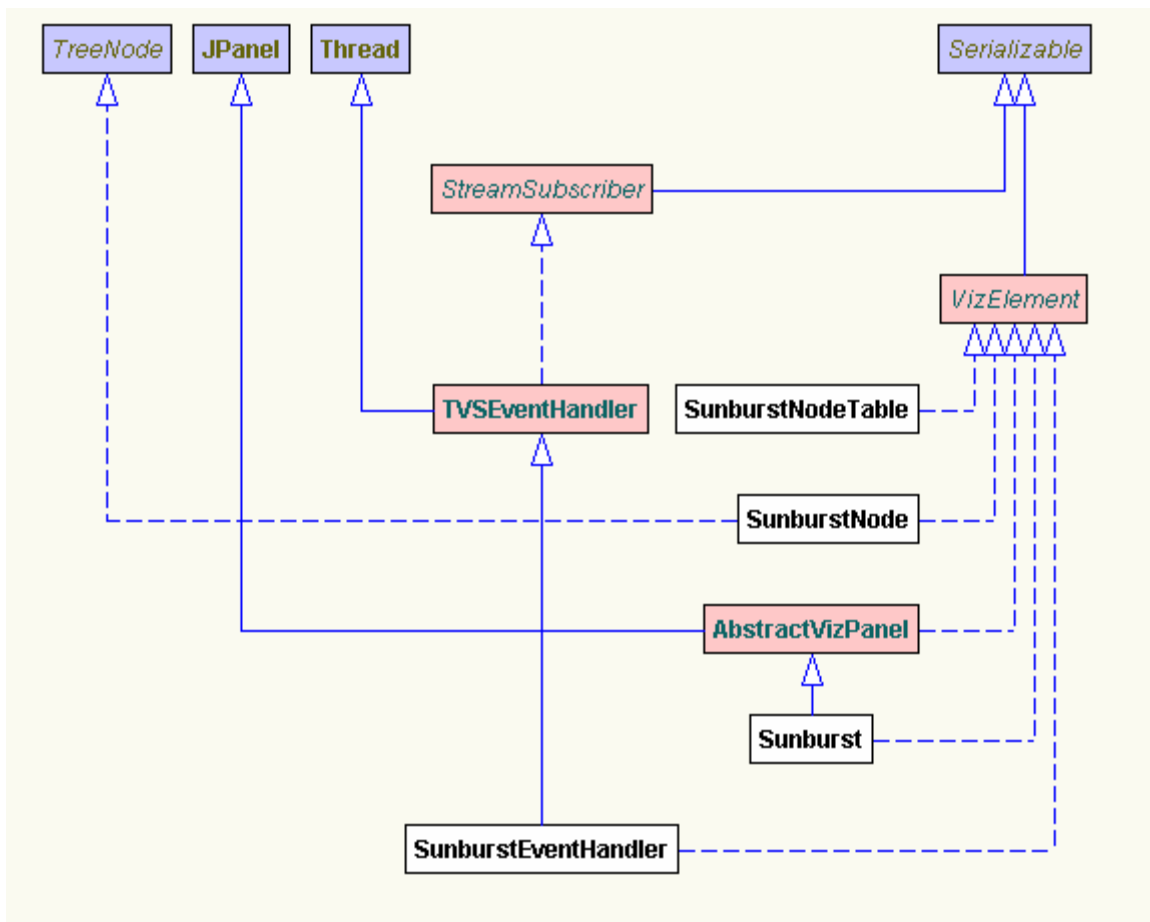 TreeNode
JPanel
Thread
Serializable
StreamSubscriber
VizElement
TVSEventHandler
SunburstNodeTable
SunburstNode
AbstractVizPanel
Sunburst
SunburstEventHandler